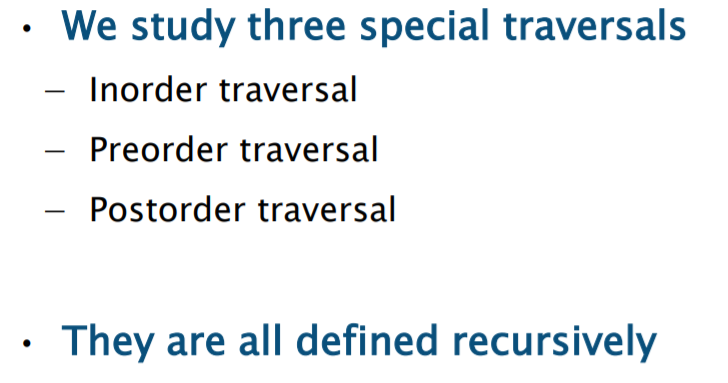 • We study three special traversals
– Inorder traversal
– Preorder traversal
– Postorder traversal
• They are all defined recursively